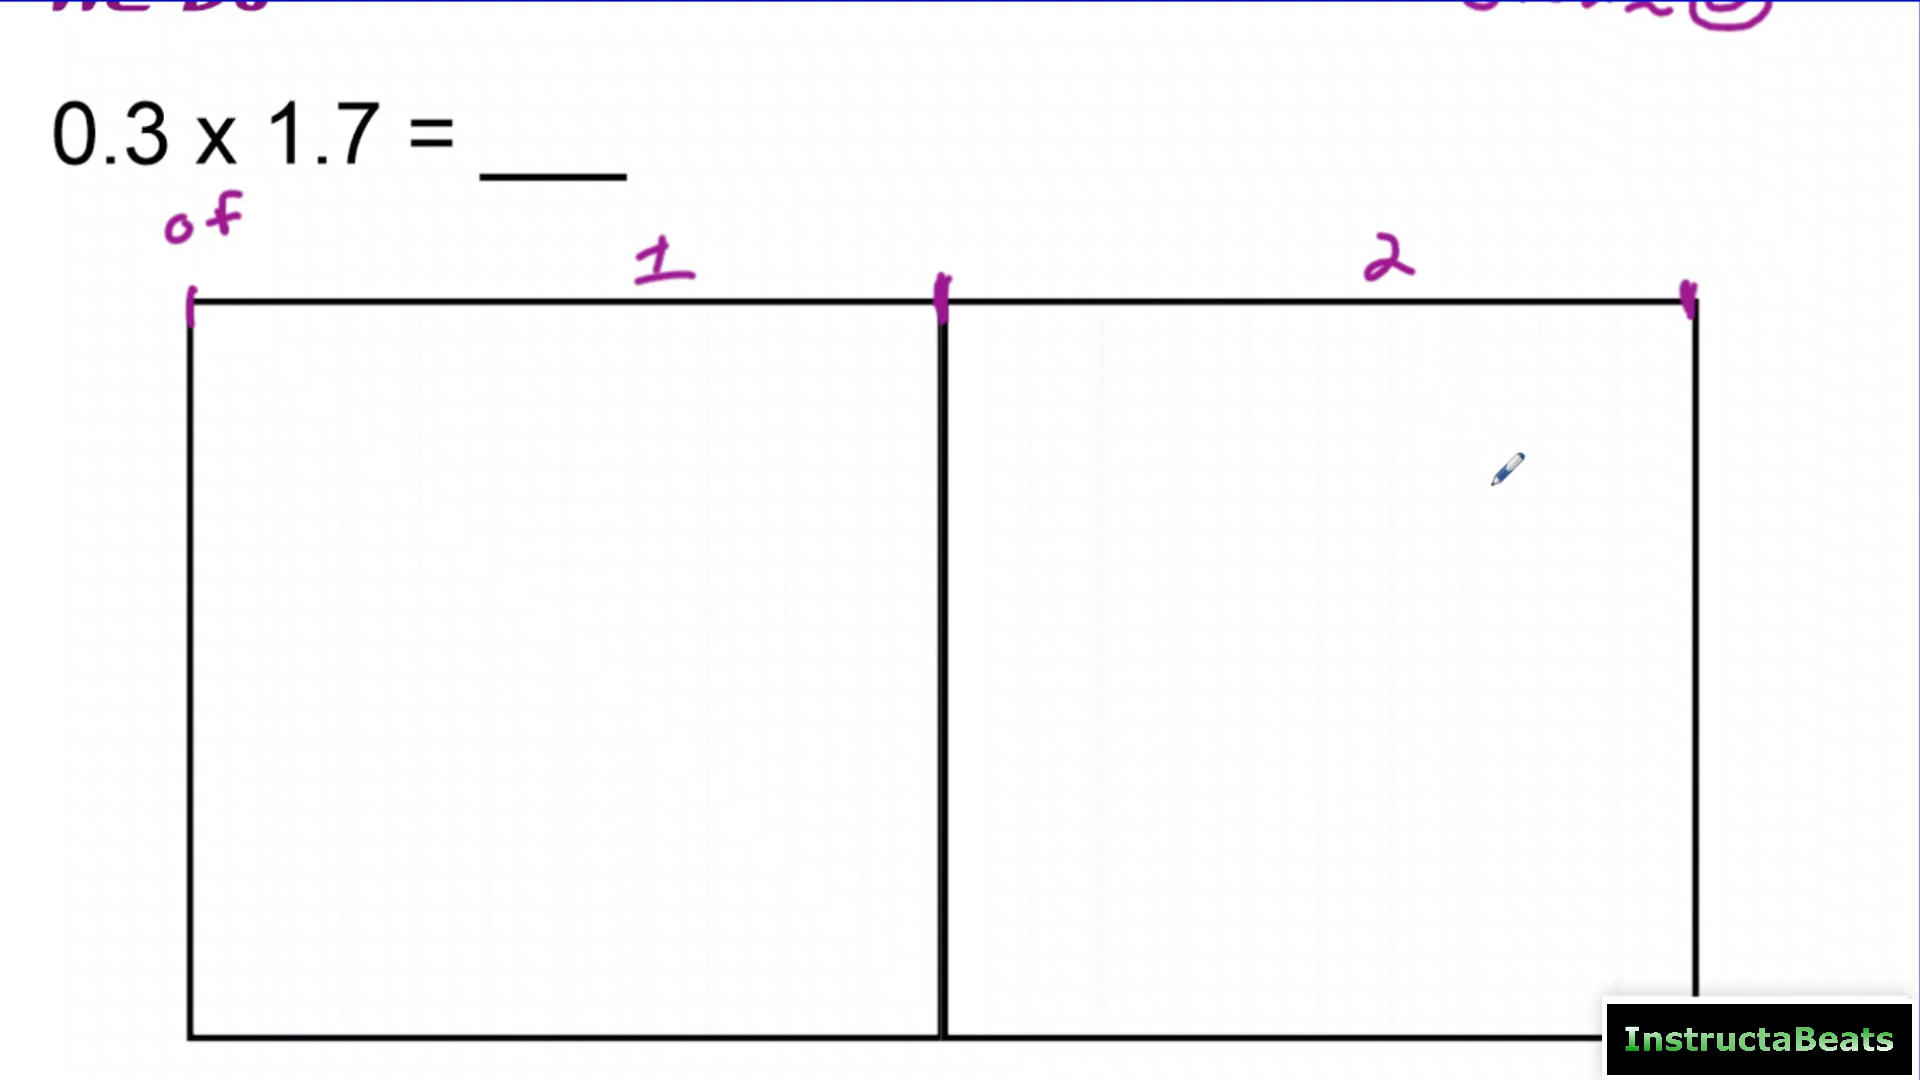 0.3 x 1.7 = ___
of
1
2
InstructaBeats